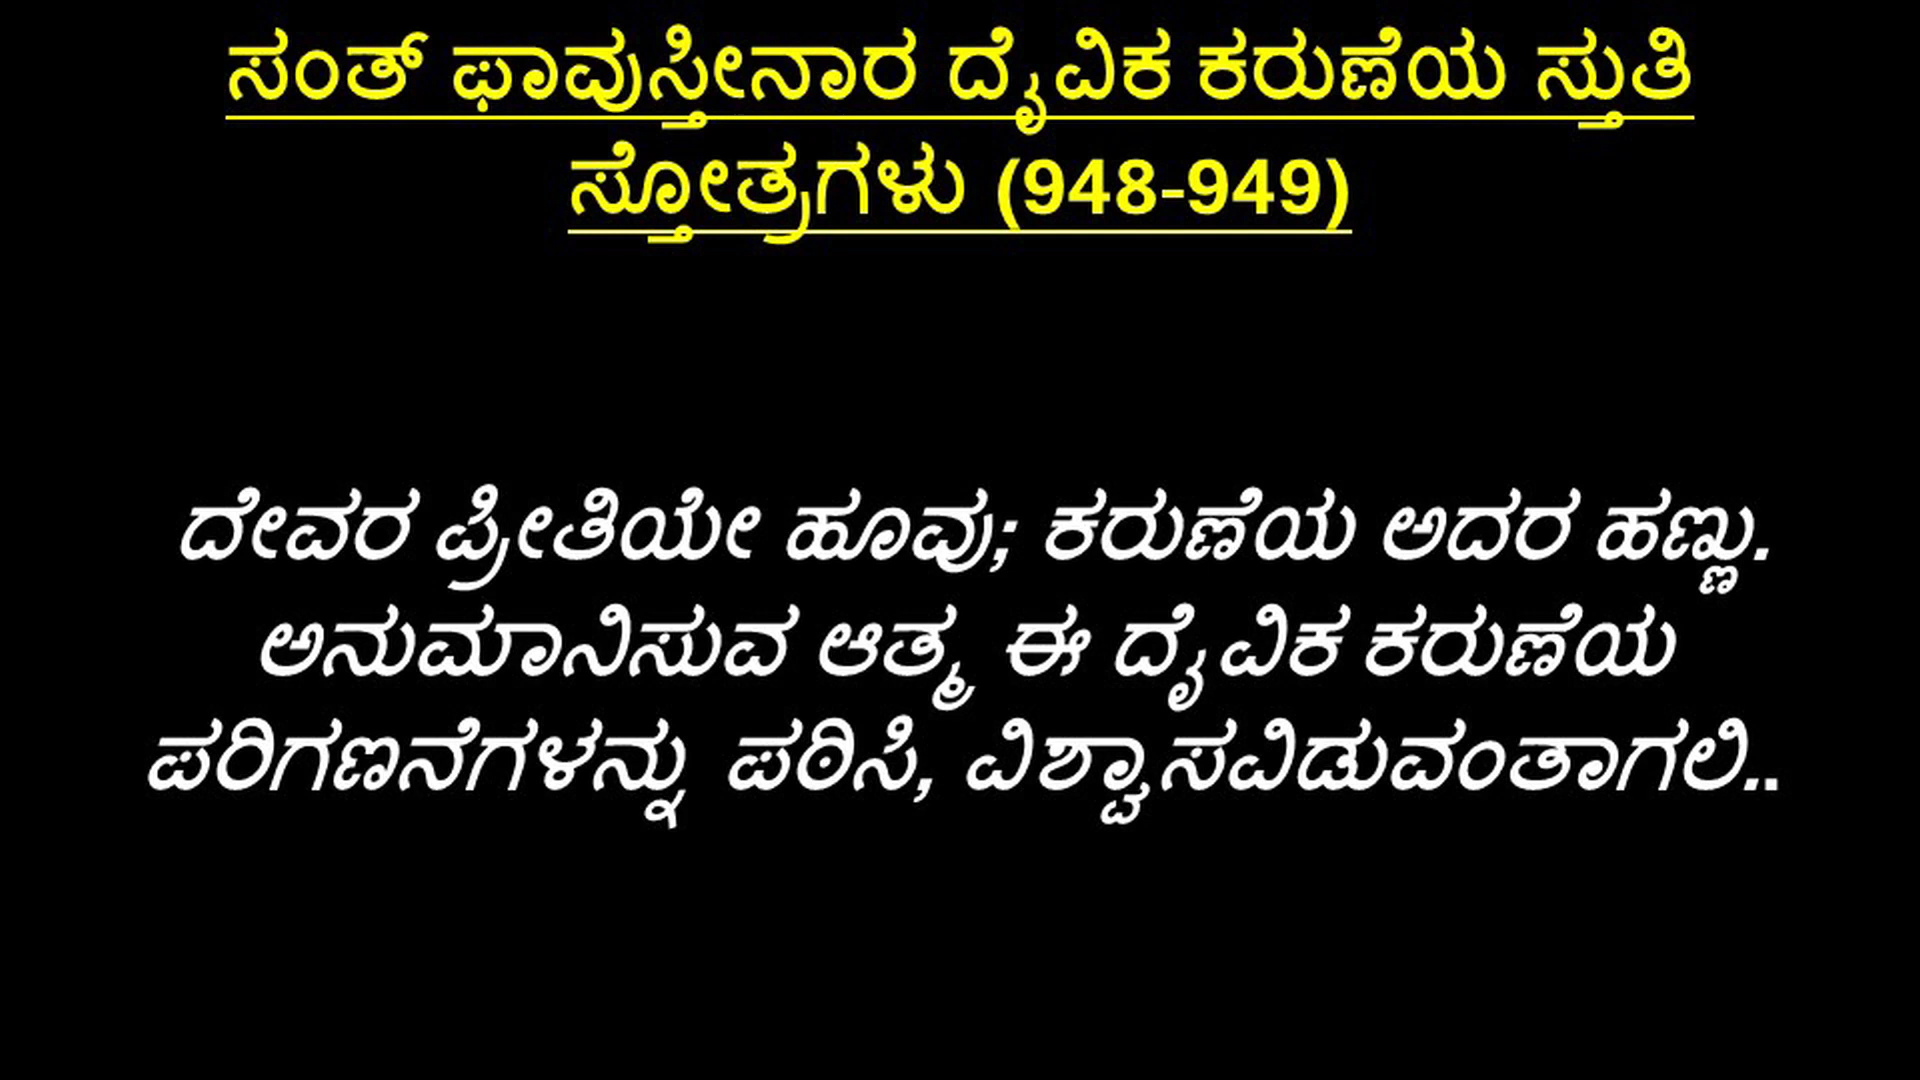 ಸಂತ್ ಫಾವುಸ್ತೀನಾರ ದೈವಿಕ ಕರುಣೆಯ ಸ್ತುತಿ
ಸ್ತೋತ್ರಗಳು (948-949)
ದೇವರ ಪ್ರೀತಿಯೇ ಹೂವು; ಕರುಣೆಯ ಅದರ ಹಣ್ಣು.
ಅನುಮಾನಿಸುವ ಆತ್ಮ ಈ ದೈವಿಕ ಕರುಣೆಯ
ಪರಿಗಣನೆಗಳನ್ನು ಪಠಿಸಿ, ವಿಶ್ವಾಸವಿಡುವಂತಾಗಲಿ..